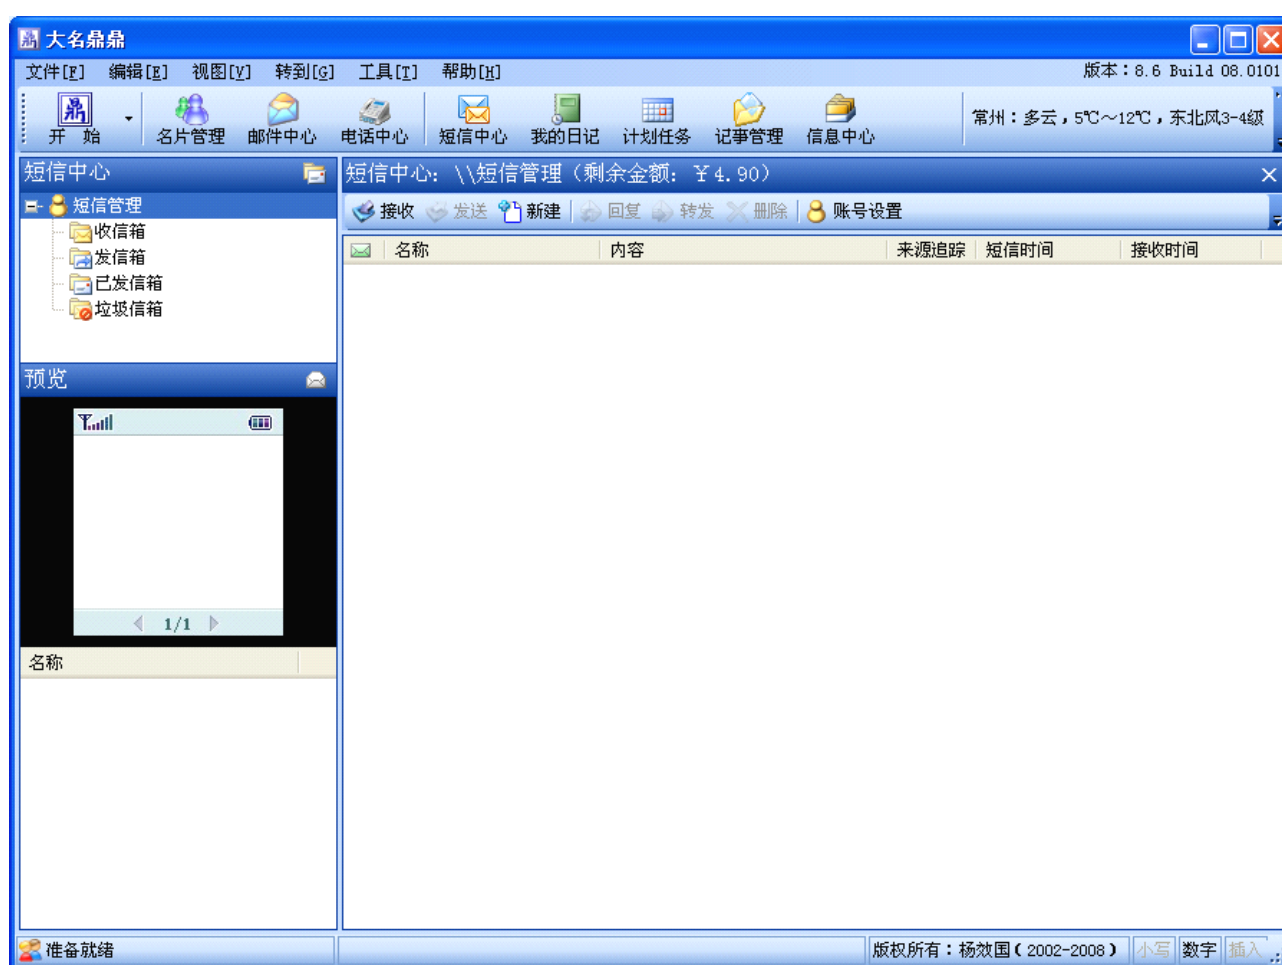 大名鼎鼎
文件[F] 编辑[E] 视图[V] 转到[G] 工具[T] 帮助[H] 版本：8.6 Build 08.0101
开 始 名片管理 邮件中心 电话中心 短信中心 我的日记 计划任务 记事管理 信息中心 常州：多云，5℃～12℃，东北风3-4级
短信中心 短信中心：\\短信管理（剩余金额：￥4.90）
接收 发送 新建 回复 转发 删除 账号设置
短信管理
收信箱
发信箱
已发信箱
垃圾信箱
名称 内容 来源追踪 短信时间 接收时间
预览
1/1
名称
准备就绪 版权所有：杨效国(2002-2008) 小写 数字 插入